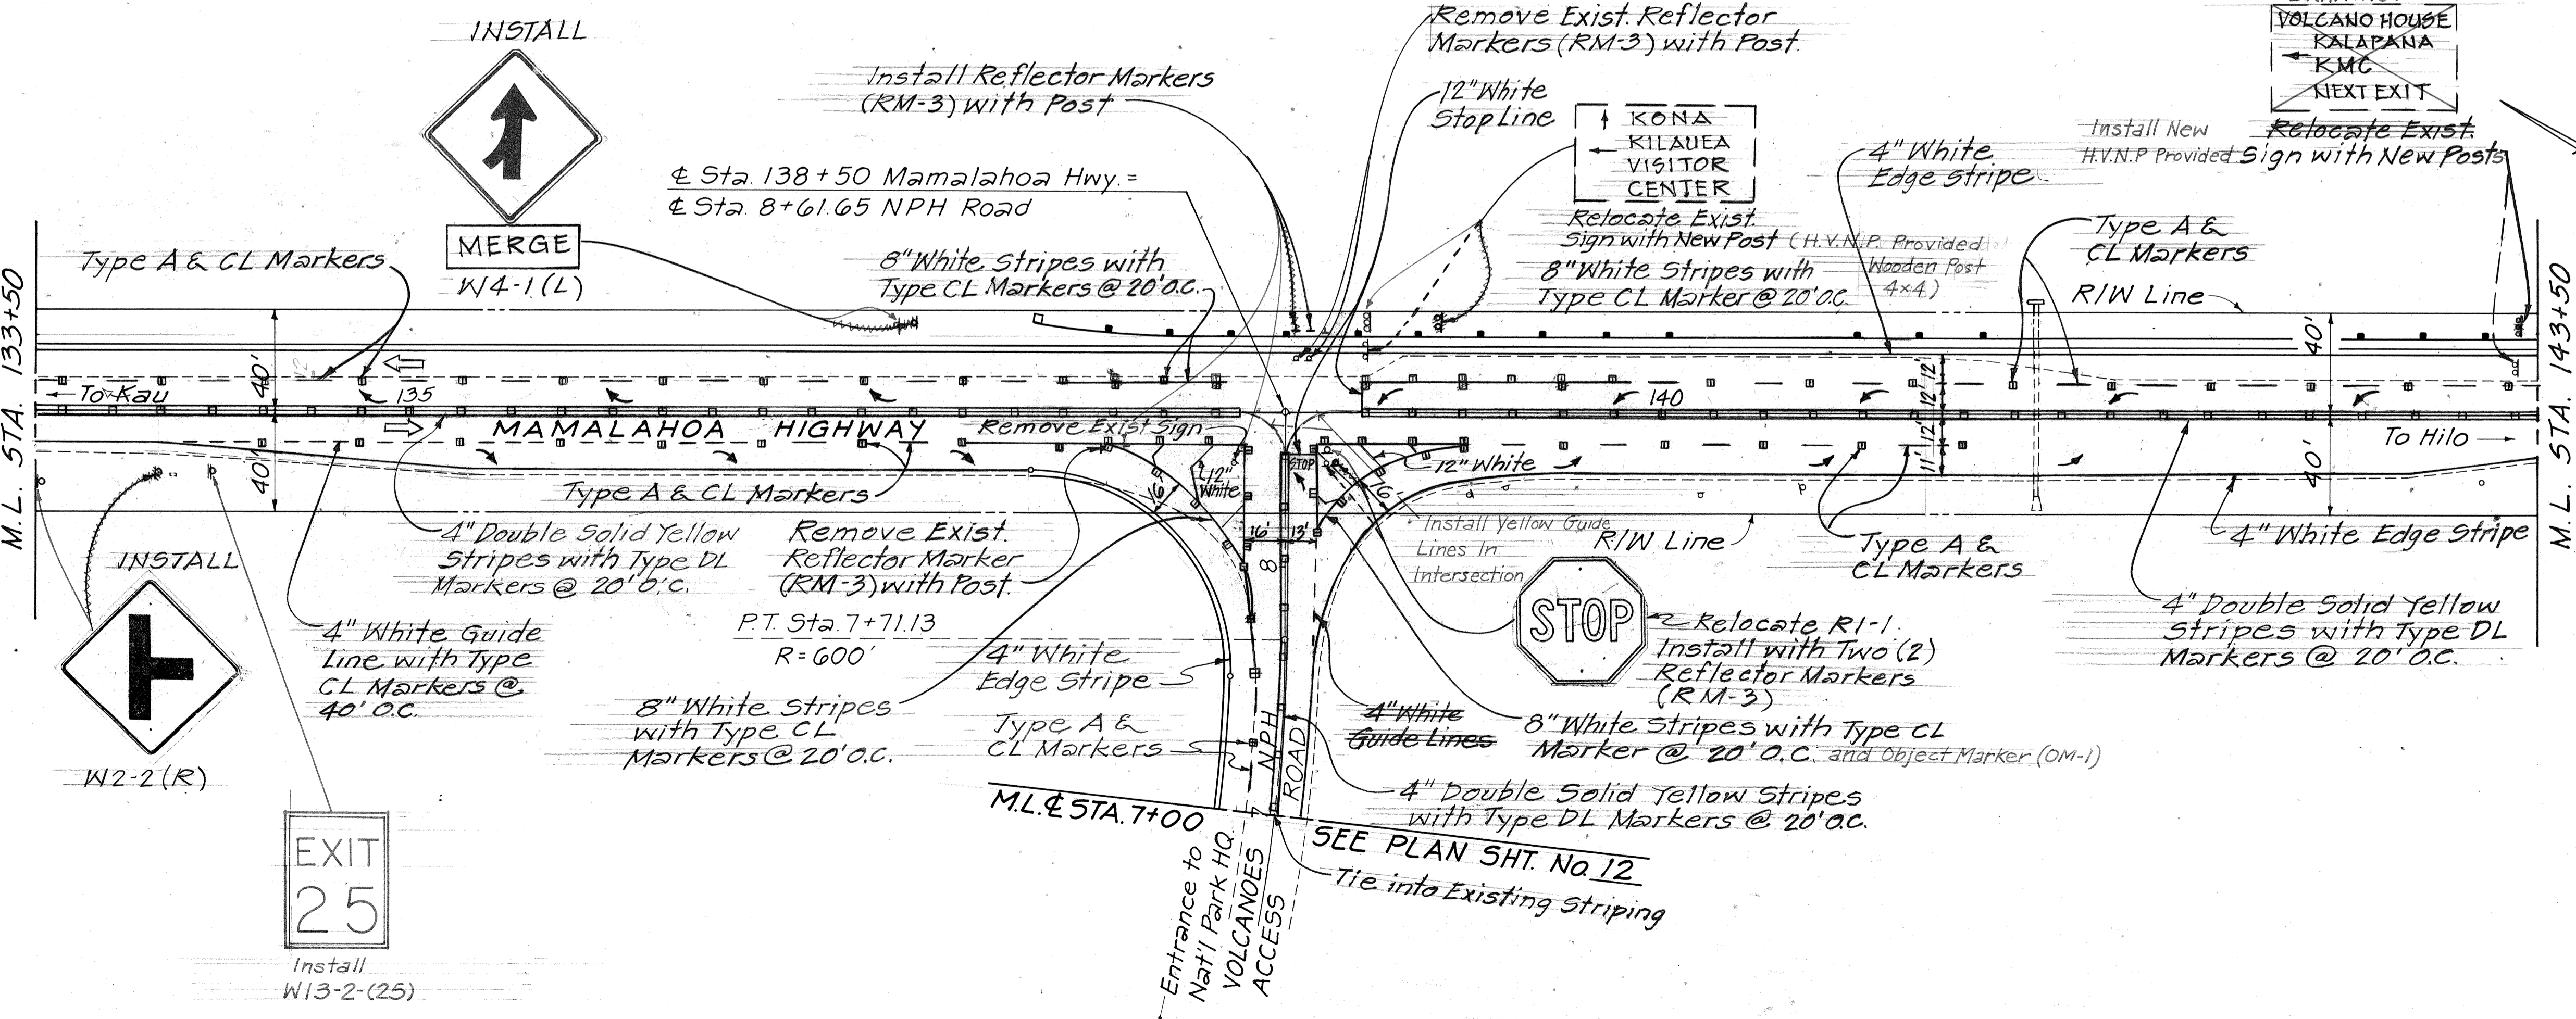 INSTALL
MERGE
W4-1(L)
Install Reflector Markers
(RM-3) with Post
Remove Exist. Reflector
Markers (RM-3) with Post.
12" White
Stop Line
KONA
KILAUEA
VISITOR
CENTER
Relocate Exist.
Sign with New Post (H.V.N.P. Provided
Wooden Post
4x4)
VOLCANO HOUSE
KALAPANA
KMC
NEXT EXIT
Relocate Exist.
Install New
H.V.N.P Provided Sign with New Posts
4" White
Edge Stripe
Type A &
CL Markers
R/W Line
℄ Sta. 138+50 Mamalahoa Hwy. =
℄ Sta. 8+61.65 NPH Road
Type A & CL Markers
8" White Stripes with
Type CL Markers @ 20' O.C.
8" White Stripes with
Type CL Marker @ 20' O.C.
M.L. STA. 133+50
M.L. STA. 143+50
40'
40'
40'
40'
12'
12'
12'
11'
To Kau
135
140
MAMALAHOA HIGHWAY
Remove Exist Sign
To Hilo
STOP
12"
White
12" White
16'
16'
16'
13'
8
Type A & CL Markers
4" Double Solid Yellow
Stripes with Type DL
Markers @ 20' O.C.
Remove Exist.
Reflector Marker
(RM-3) with Post.
Install Yellow Guide
Lines In
Intersection
R/W Line
Type A &
CL Markers
4" White Edge Stripe
INSTALL
W2-2(R)
4" White Guide
Line with Type
CL Markers @
40' O.C.
P.T. Sta. 7+71.13
R=600'
4" White
Edge Stripe
STOP
Relocate R1-1.
Install with Two (2)
Reflector Markers
(RM-3)
4" Double Solid Yellow
Stripes with Type DL
Markers @ 20' O.C.
8" White Stripes
with Type CL
Markers @ 20' O.C.
Type A &
CL Markers
4" White
Guide Lines
8" White Stripes with Type CL
Marker @ 20' O.C. and Object Marker (OM-1)
NPH
ROAD
7
4" Double Solid Yellow Stripes
with Type DL Markers @ 20' O.C.
M.L. ℄ STA. 7+00
SEE PLAN SHT. NO. 12
Tie into Existing Striping
Entrance to
Nat'l Park HQ.
VOLCANOES
ACCESS
EXIT
25
Install
W13-2-(25)